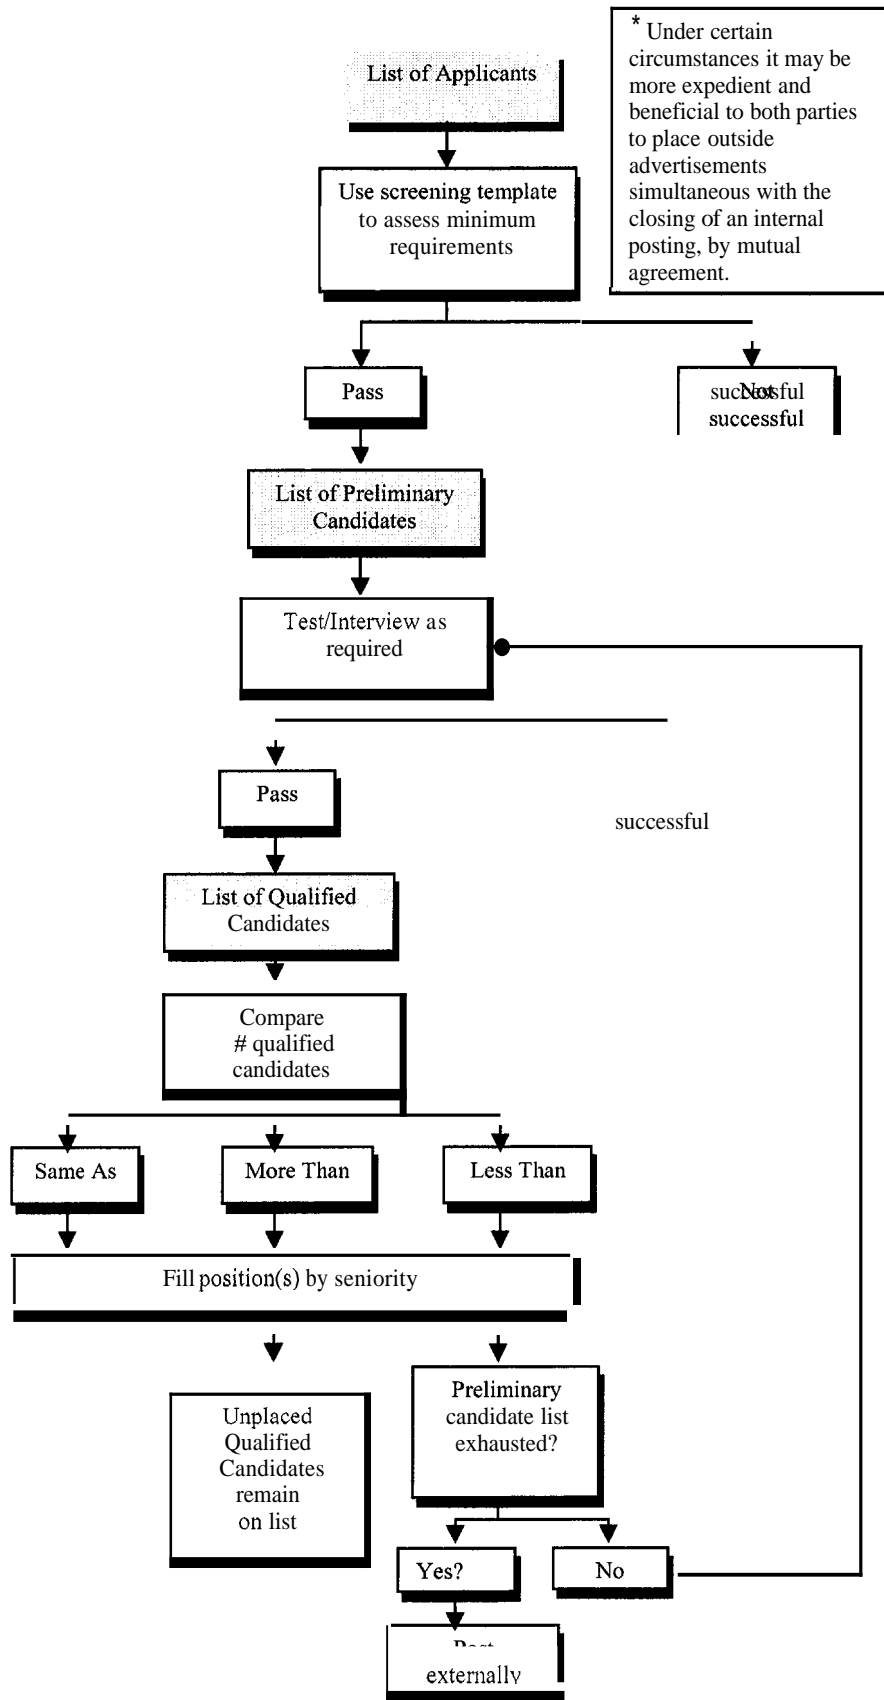 List of Applicants
* Under certain
circumstances it may be
more expedient and
beneficial to both parties
to place outside
advertisements
simultaneous with the
closing of an internal
posting, by mutual
agreement.
Use screening template
to assess minimum
requirements
Pass
Not
successful
successful
List of Preliminary
Candidates
Test/Interview as
required
Pass
successful
List of Qualified
Candidates
Compare
# qualified
candidates
Same As
More Than
Less Than
Fill position(s) by seniority
Unplaced
Qualified
Candidates
remain
on list
Preliminary
candidate list
exhausted?
Yes?
No
externally